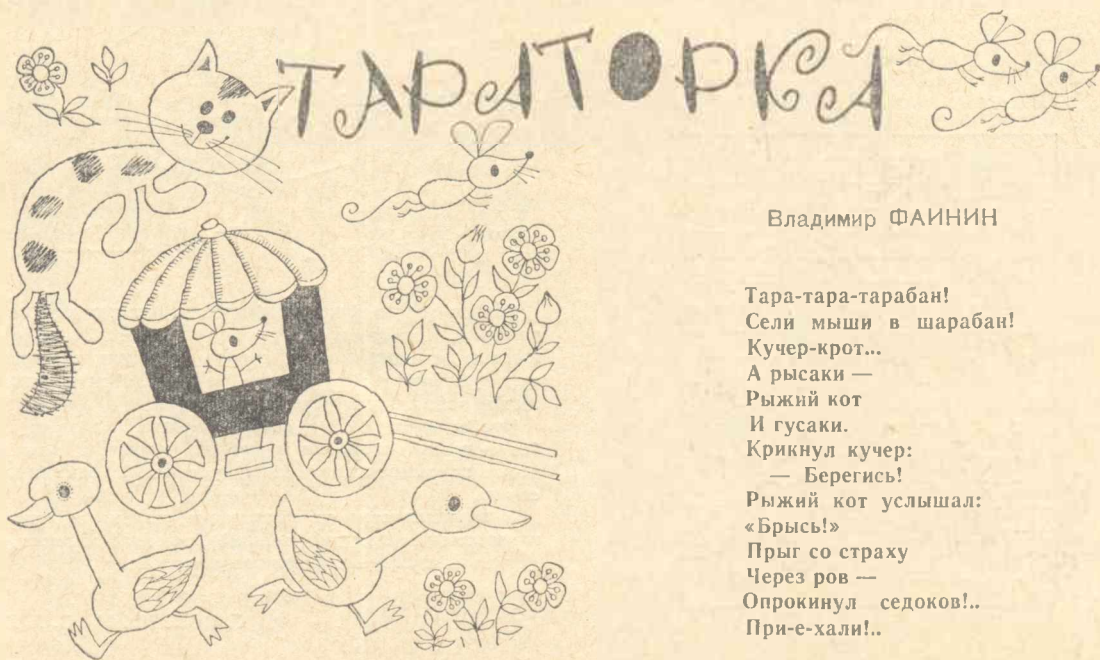 ТАРАТОРКА
Владимир ФАИНИН
Тара-тара-тарабан!
Сели мыши в шарабан!
Кучер-крот...
А рысаки —
Рыжий кот
И гусаки.
Крикнул кучер:
— Берегись!
Рыжий кот услышал:
«Брысь!»
Прыг со страху
Через ров —
Опрокинул седоков!..
При-е-хали!..